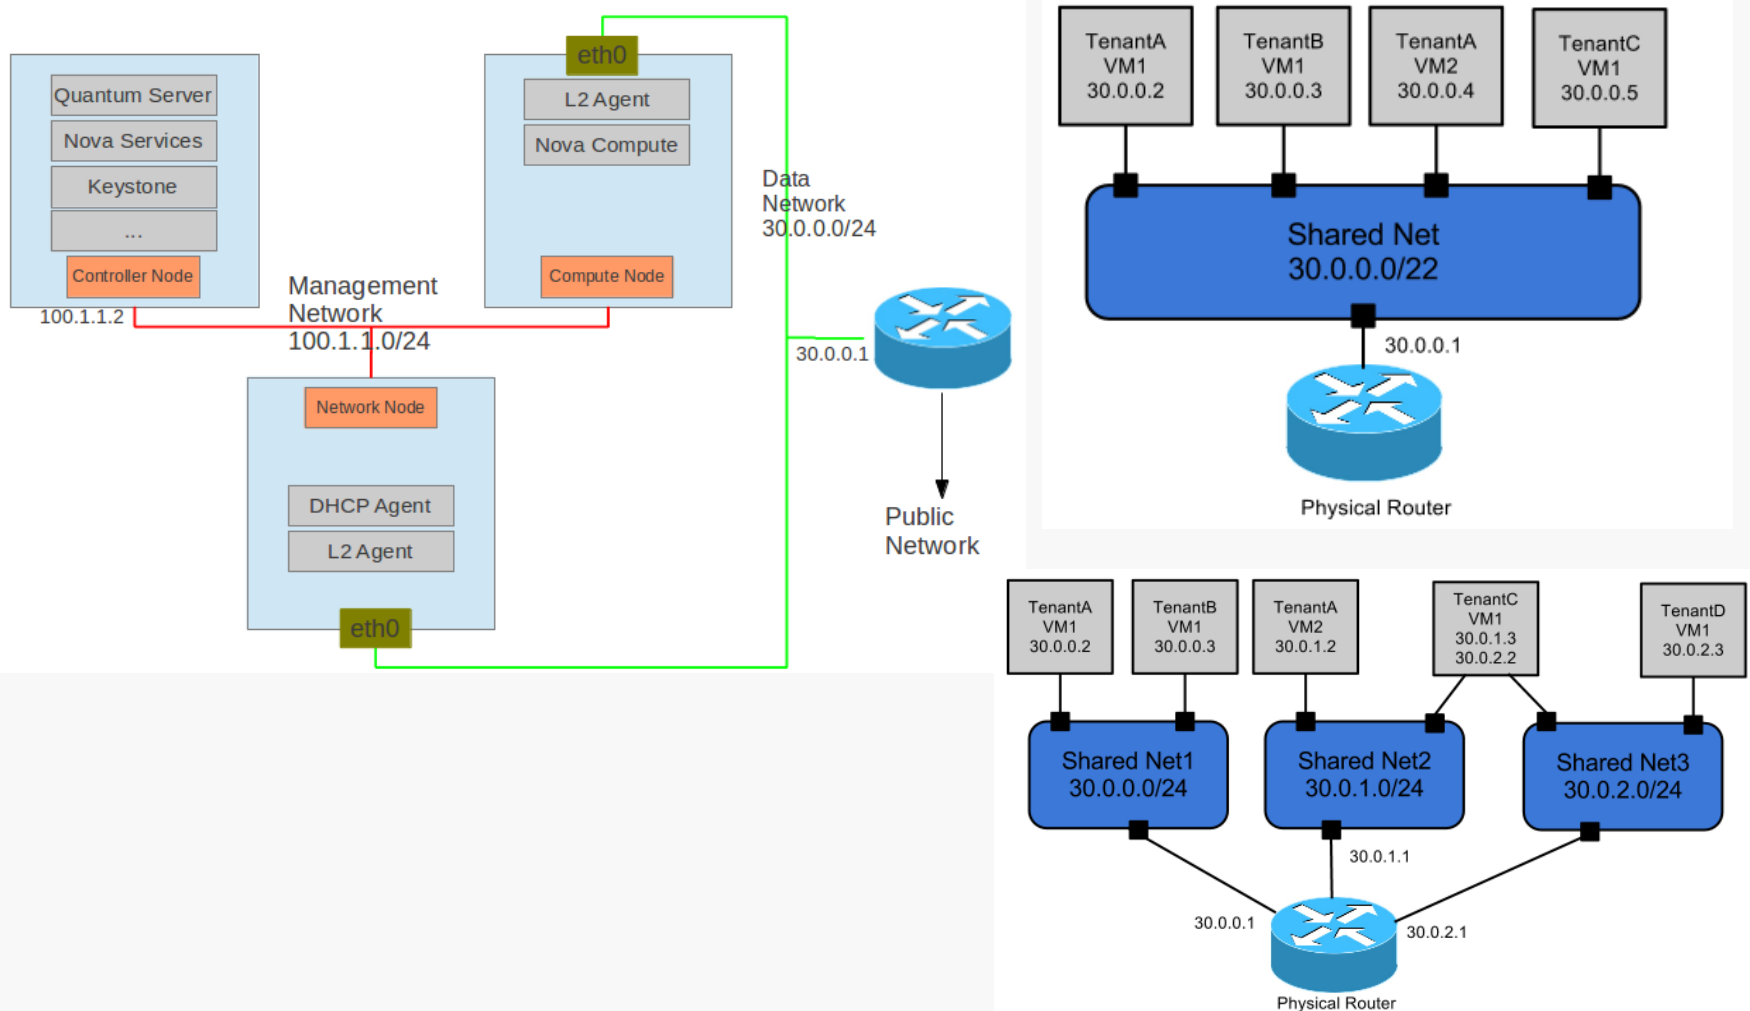 eth0
Quantum Server
Nova Services
Keystone
...
Controller Node
100.1.1.2
L2 Agent
Nova Compute
Compute Node
Management
Network
100.1.1.0/24
Data
Network
30.0.0.0/24
30.0.0.1
Public
Network
Network Node
DHCP Agent
L2 Agent
eth0
TenantA
VM1
30.0.0.2
TenantB
VM1
30.0.0.3
TenantA
VM2
30.0.0.4
TenantC
VM1
30.0.0.5
Shared Net
30.0.0.0/22
30.0.0.1
Physical Router
TenantA
VM1
30.0.0.2
TenantB
VM1
30.0.0.3
TenantA
VM2
30.0.1.2
TenantC
VM1
30.0.1.3
30.0.2.2
TenantD
VM1
30.0.2.3
Shared Net1
30.0.0.0/24
Shared Net2
30.0.1.0/24
Shared Net3
30.0.2.0/24
30.0.1.1
30.0.0.1
30.0.2.1
Physical Router